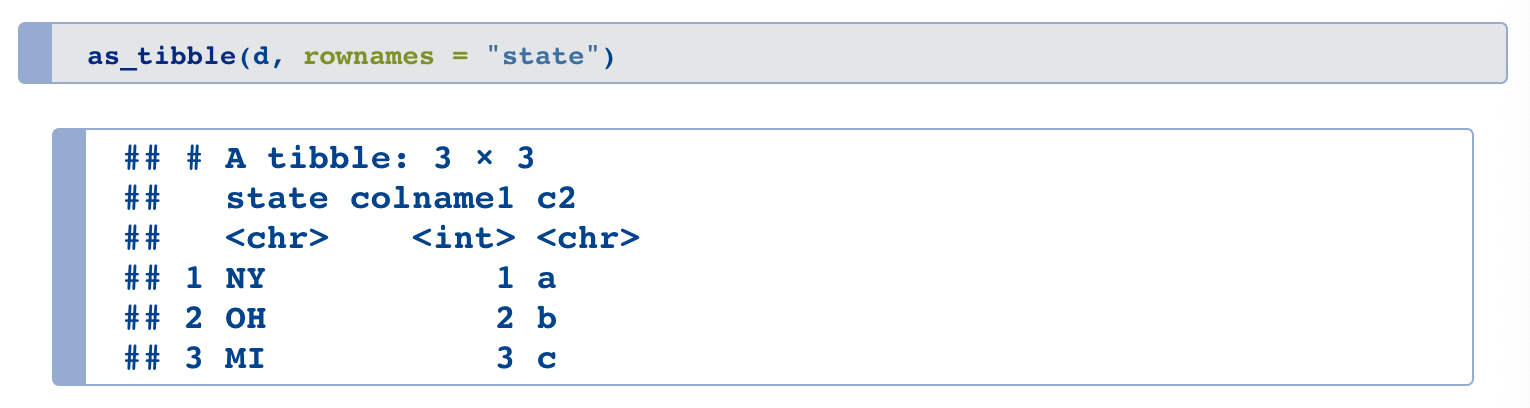 as_tibble(d, rownames = "state")
## # A tibble: 3 × 3
##   state colname1 c2
##   <chr>    <int> <chr>
## 1 NY           1 a
## 2 OH           2 b
## 3 MI           3 c